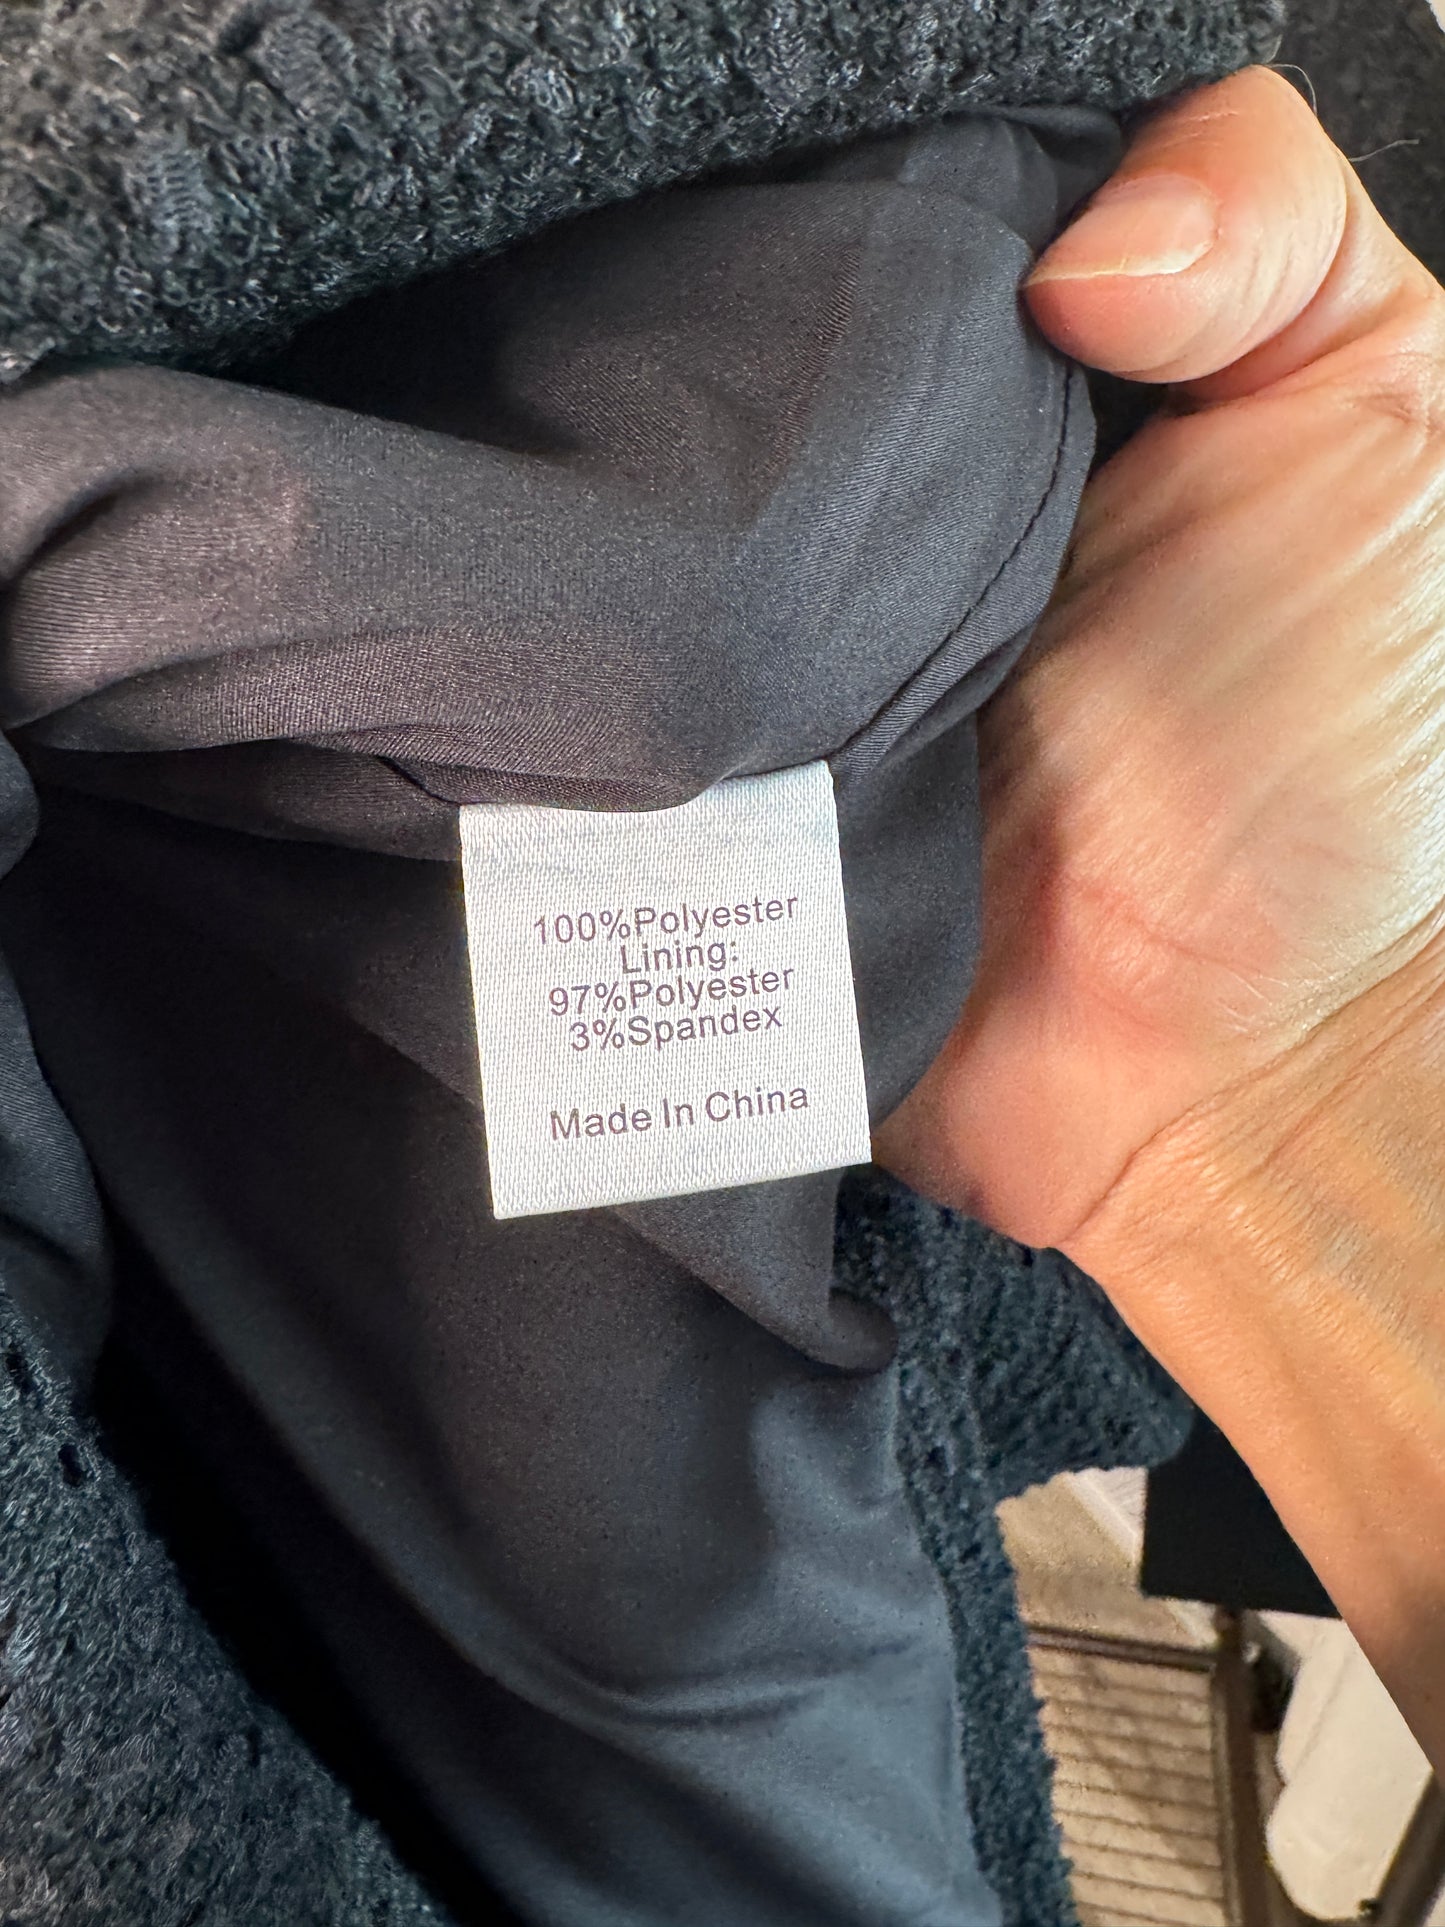 100%Polyester
Lining:
97%Polyester
3%Spandex
Made In China